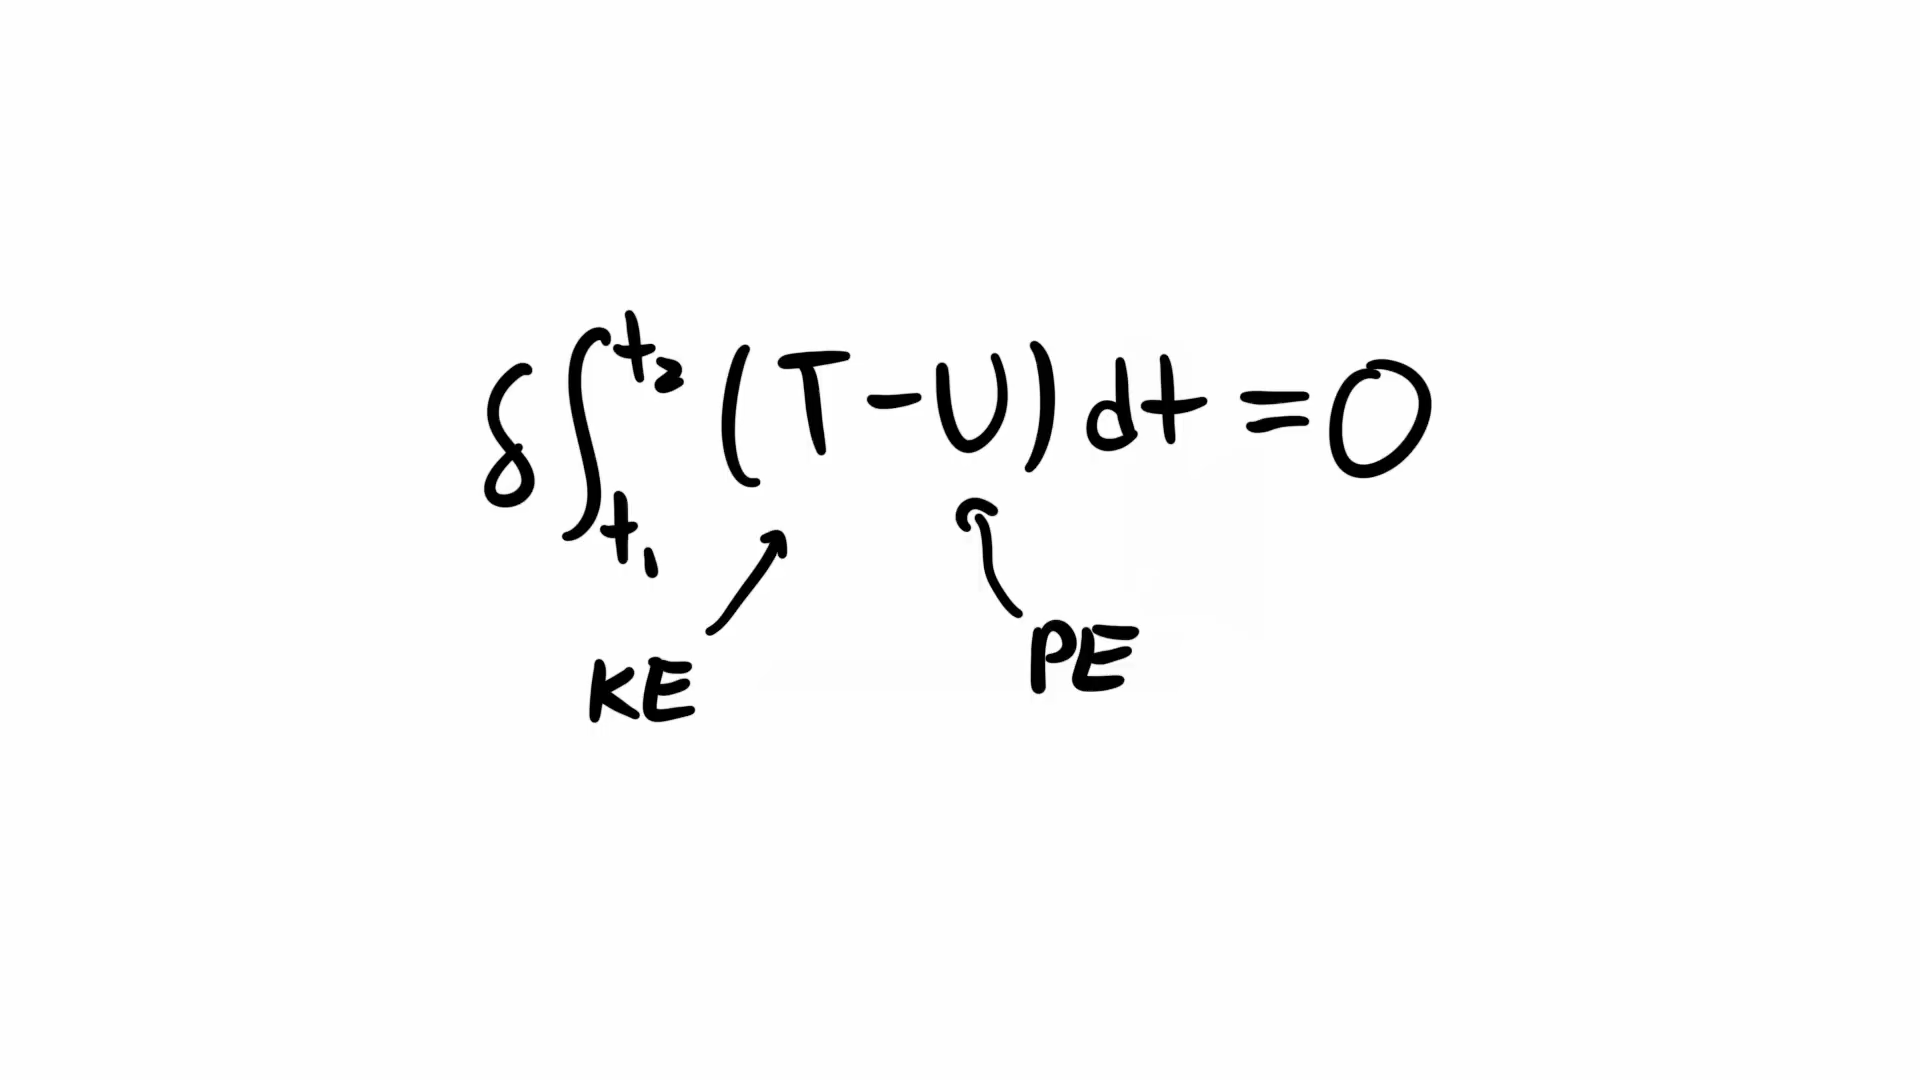 δ∫_{t₁}^{t₂} (T-U) dt = 0
KE PE